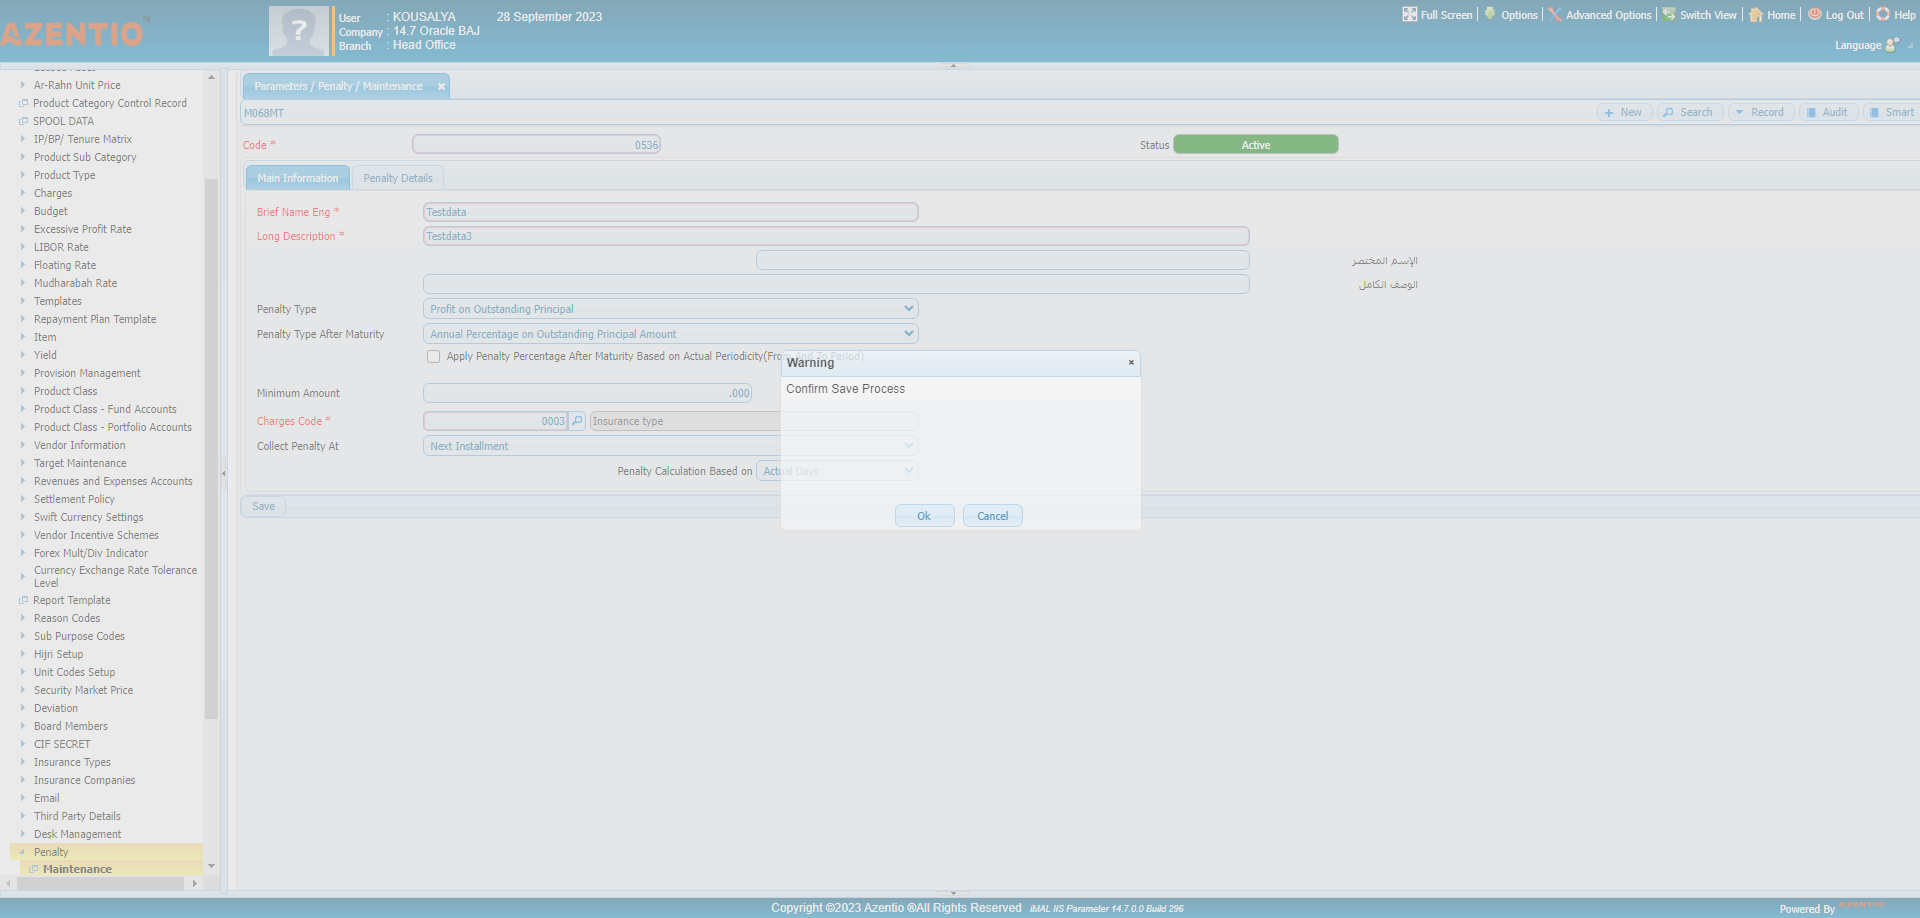 AZENTIO™
User : KOUSALYA 28 September 2023
Company : 14.7 Oracle BAJ
Branch : Head Office
Full Screen Options Advanced Options Switch View Home Log Out Help
Language
Ar-Rahn Unit Price
Product Category Control Record
SPOOL DATA
IP/BP/ Tenure Matrix
Product Sub Category
Product Type
Charges
Budget
Excessive Profit Rate
LIBOR Rate
Floating Rate
Mudharabah Rate
Templates
Repayment Plan Template
Item
Yield
Provision Management
Product Class
Product Class - Fund Accounts
Product Class - Portfolio Accounts
Vendor Information
Target Maintenance
Revenues and Expenses Accounts
Settlement Policy
Swift Currency Settings
Vendor Incentive Schemes
Forex Mult/Div Indicator
Currency Exchange Rate Tolerance
Level
Report Template
Reason Codes
Sub Purpose Codes
Hijri Setup
Unit Codes Setup
Security Market Price
Deviation
Board Members
CIF SECRET
Insurance Types
Insurance Companies
Email
Third Party Details
Desk Management
Penalty
Maintenance
Parameters / Penalty / Maintenance
M068MT
New Search Record Audit Smart
Code * 0536 Status Active
Main Information Penalty Details
Brief Name Eng * Testdata
Long Description * Testdata3
الإسم المختصر
الوصف الكامل
Penalty Type Profit on Outstanding Principal
Penalty Type After Maturity Annual Percentage on Outstanding Principal Amount
Apply Penalty Percentage After Maturity Based on Actual Periodicity(From And To Period)
Minimum Amount .000
Charges Code * 0003 Insurance type
Collect Penalty At Next Installment
Penalty Calculation Based on Actual Days
Save
Warning
Confirm Save Process
Ok Cancel
Copyright ©2023 Azentio ®All Rights Reserved iMAL IIS Parameter 14.7.0.0 Build 296
Powered By AZENTIO